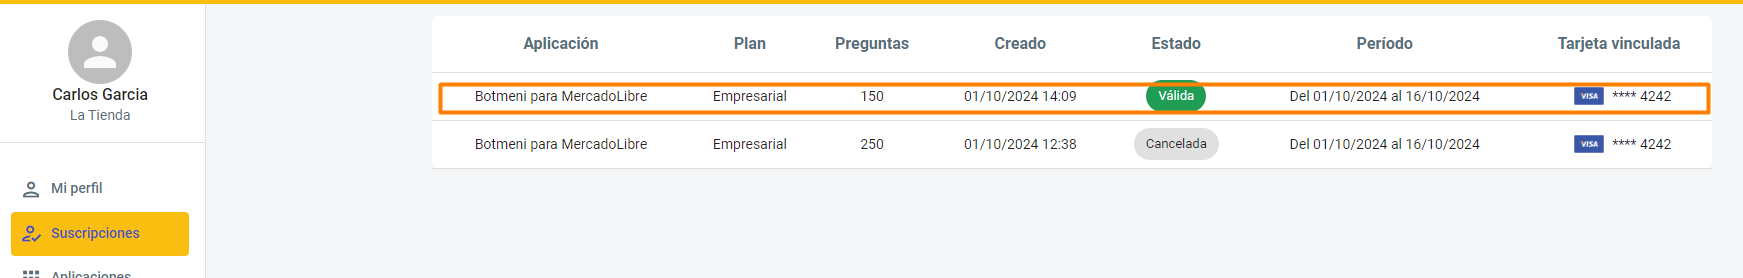 Carlos Garcia
La Tienda
Mi perfil
Suscripciones
Aplicaciones
Aplicación Plan Preguntas Creado Estado Período Tarjeta vinculada
Botmeni para MercadoLibre Empresarial 150 01/10/2024 14:09 Válida Del 01/10/2024 al 16/10/2024 VISA **** 4242
Botmeni para MercadoLibre Empresarial 250 01/10/2024 12:38 Cancelada Del 01/10/2024 al 16/10/2024 VISA **** 4242